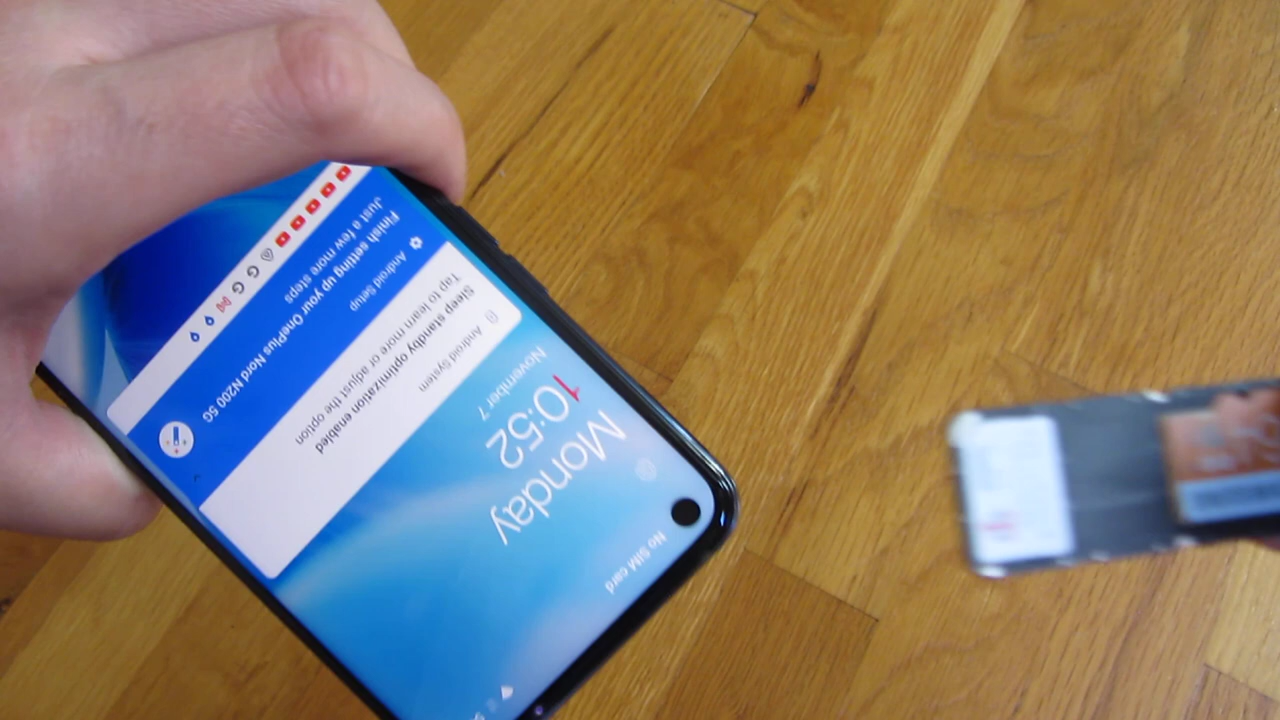 No SIM card
Monday
10:52
November 7
Android System
Sleep standby optimization enabled
Tap to learn more or adjust the option
Android Setup
Finish setting up your OnePlus Nord N200 5G
Just a few more steps